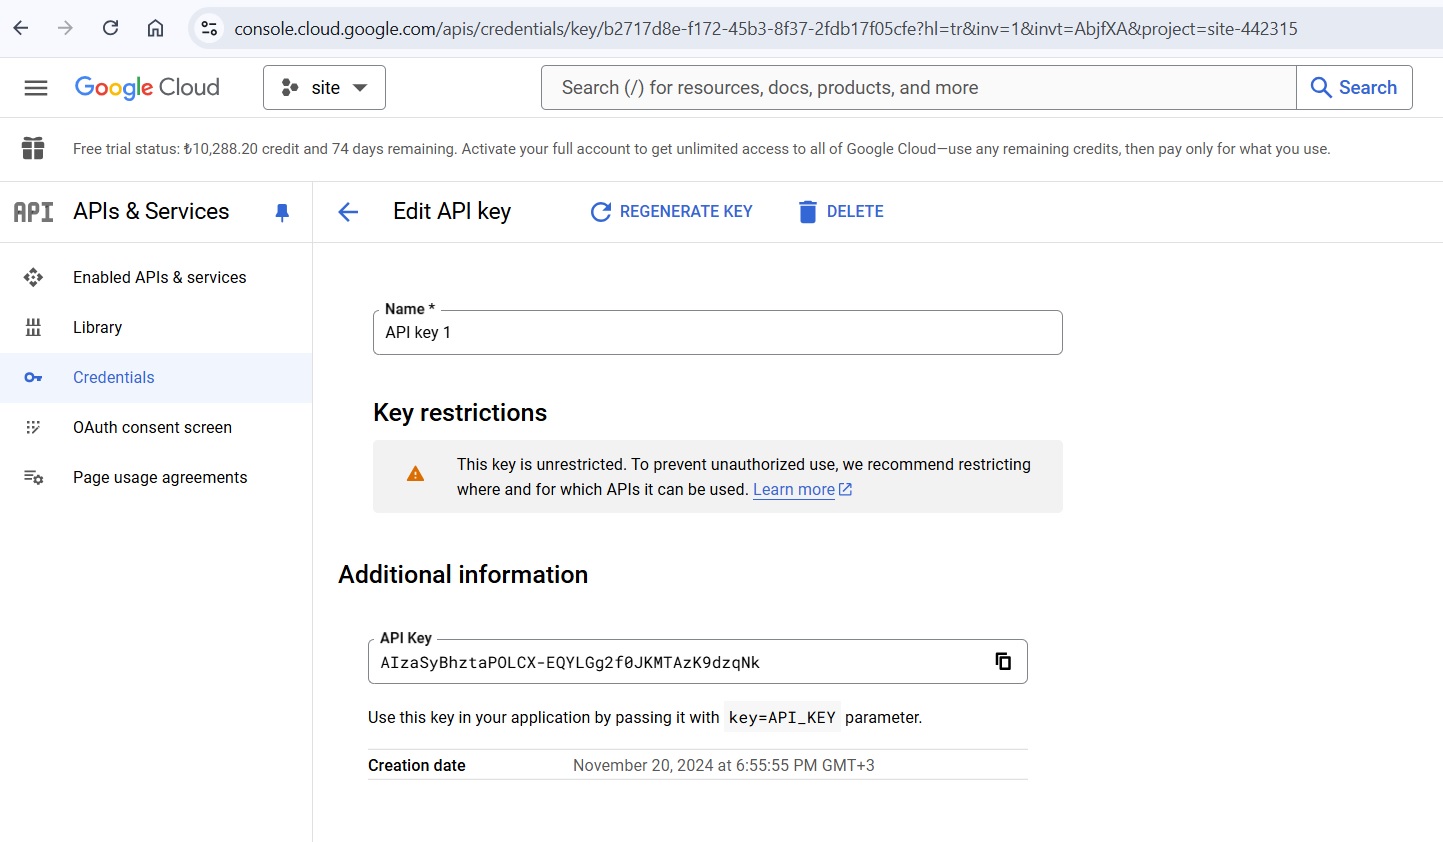 console.cloud.google.com/apis/credentials/key/b2717d8e-f172-45b3-8f37-2fdb17f05cfe?hl=tr&inv=1&invt=AbjfXA&project=site-442315
Google Cloud
site
Search (/) for resources, docs, products, and more
Search
Free trial status: ₺10,288.20 credit and 74 days remaining. Activate your full account to get unlimited access to all of Google Cloud—use any remaining credits, then pay only for what you use.
API APIs & Services
Edit API key
REGENERATE KEY
DELETE
Enabled APIs & services
Library
Credentials
OAuth consent screen
Page usage agreements
Name *
API key 1
Key restrictions
This key is unrestricted. To prevent unauthorized use, we recommend restricting
where and for which APIs it can be used. Learn more
Additional information
API Key
AIzaSyBhztaPOLCX-EQYLGg2f0JKMTAzK9dzqNk
Use this key in your application by passing it with key=API_KEY parameter.
Creation date November 20, 2024 at 6:55:55 PM GMT+3